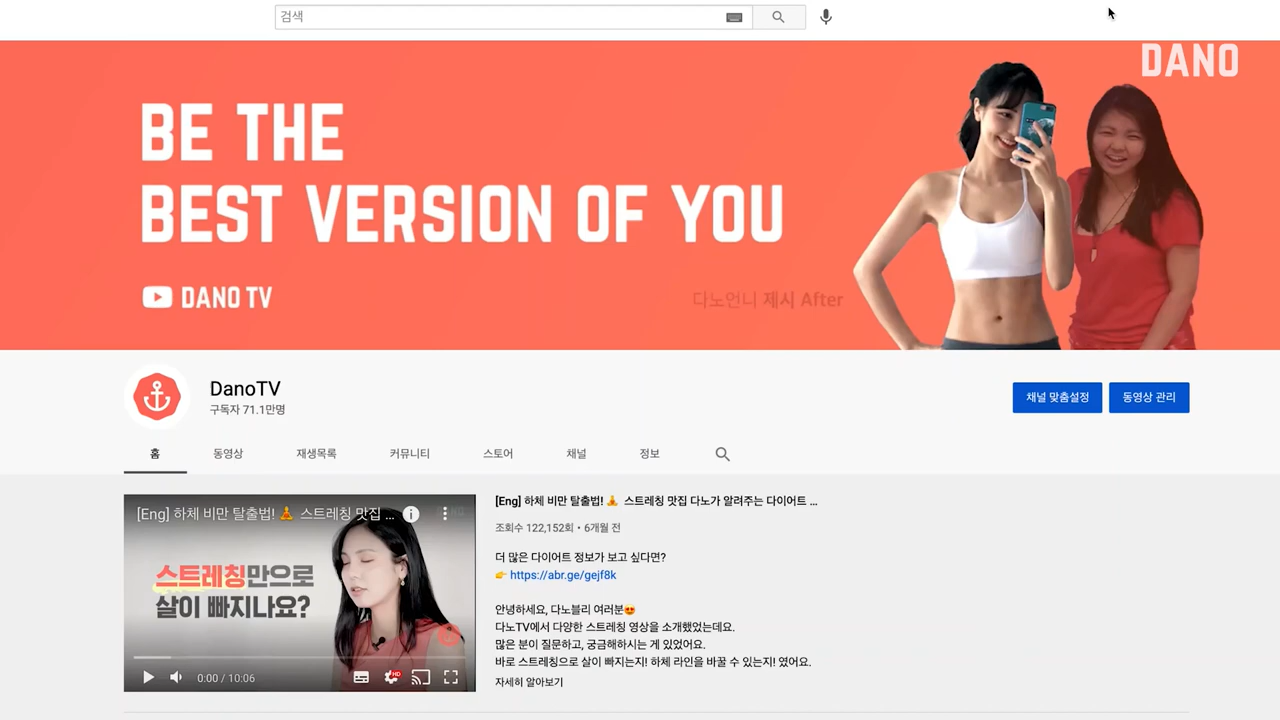 검색
DANO
BE THE
BEST VERSION OF YOU
DANO TV
다노언니 제시 After
DanoTV
구독자 71.1만명
채널 맞춤설정
동영상 관리
홈
동영상
재생목록
커뮤니티
스토어
채널
정보
[Eng] 하체 비만 탈출법! 🧘 스트레칭 맛집 ...
스트레칭만으로
살이 빠지나요?
0:00 / 10:06
HD
[Eng] 하체 비만 탈출법! 🧘 스트레칭 맛집 다노가 알려주는 다이어트 ...
조회수 122,152회 • 6개월 전
더 많은 다이어트 정보가 보고 싶다면?
👉 https://abr.ge/gejf8k
안녕하세요, 다노블리 여러분😍
다노TV에서 다양한 스트레칭 영상을 소개했었는데요.
많은 분이 질문하고, 궁금해하시는 게 있었어요.
바로 스트레칭으로 살이 빠지는지! 하체 라인을 바꿀 수 있는지! 였어요.
자세히 알아보기